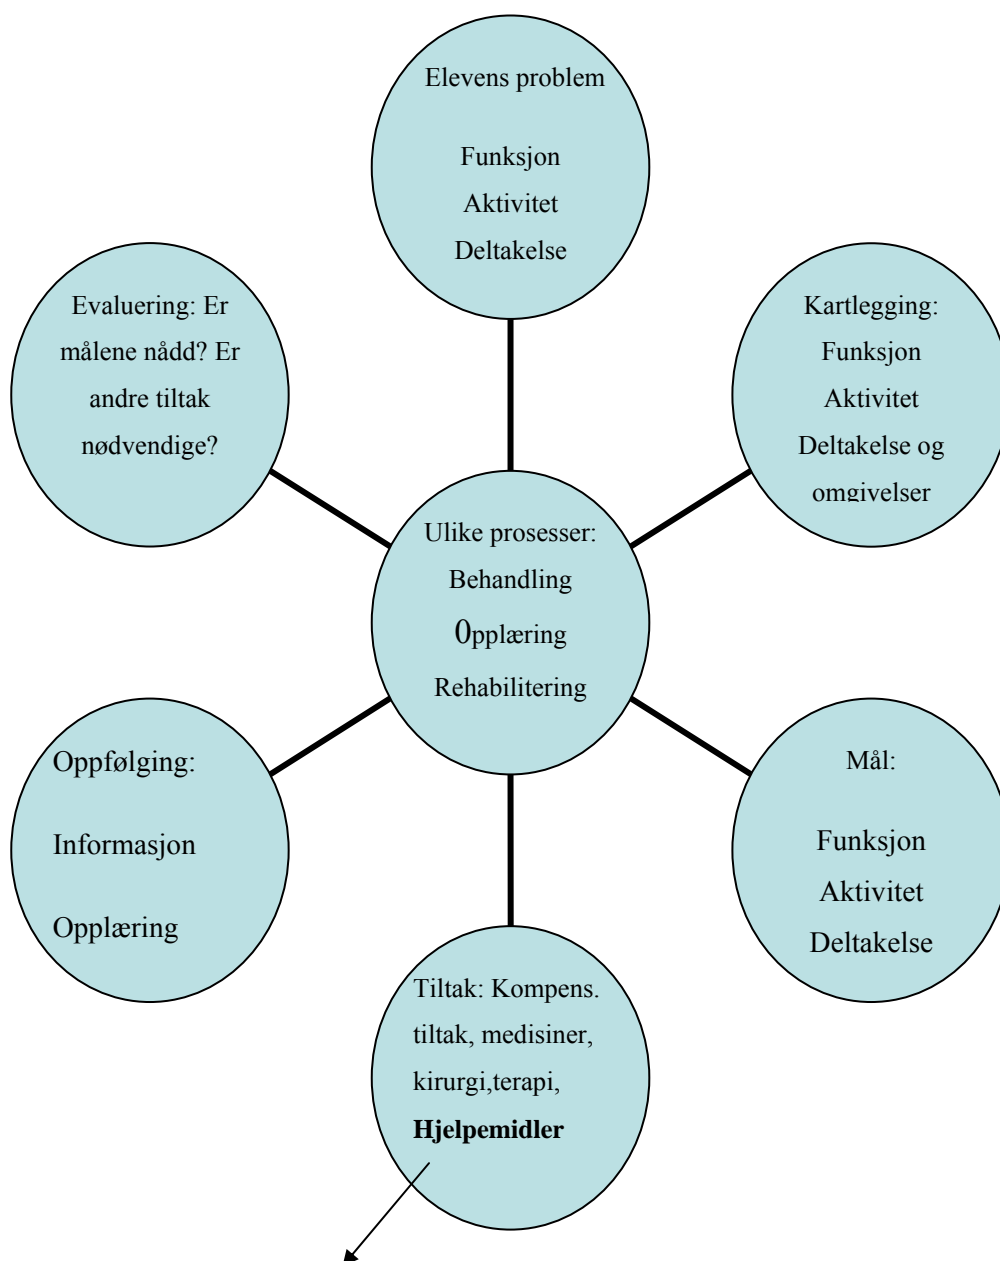 Elevens problem
Funksjon
Aktivitet
Deltakelse
Evaluering: Er
målene nådd? Er
andre tiltak
nødvendige?
Kartlegging:
Funksjon
Aktivitet
Deltakelse og
omgivelser
Ulike prosesser:
Behandling
0pplæring
Rehabilitering
Oppfølging:
Informasjon
Opplæring
Mål:
Funksjon
Aktivitet
Deltakelse
Tiltak: Kompens.
tiltak, medisiner,
kirurgi,terapi,
Hjelpemidler